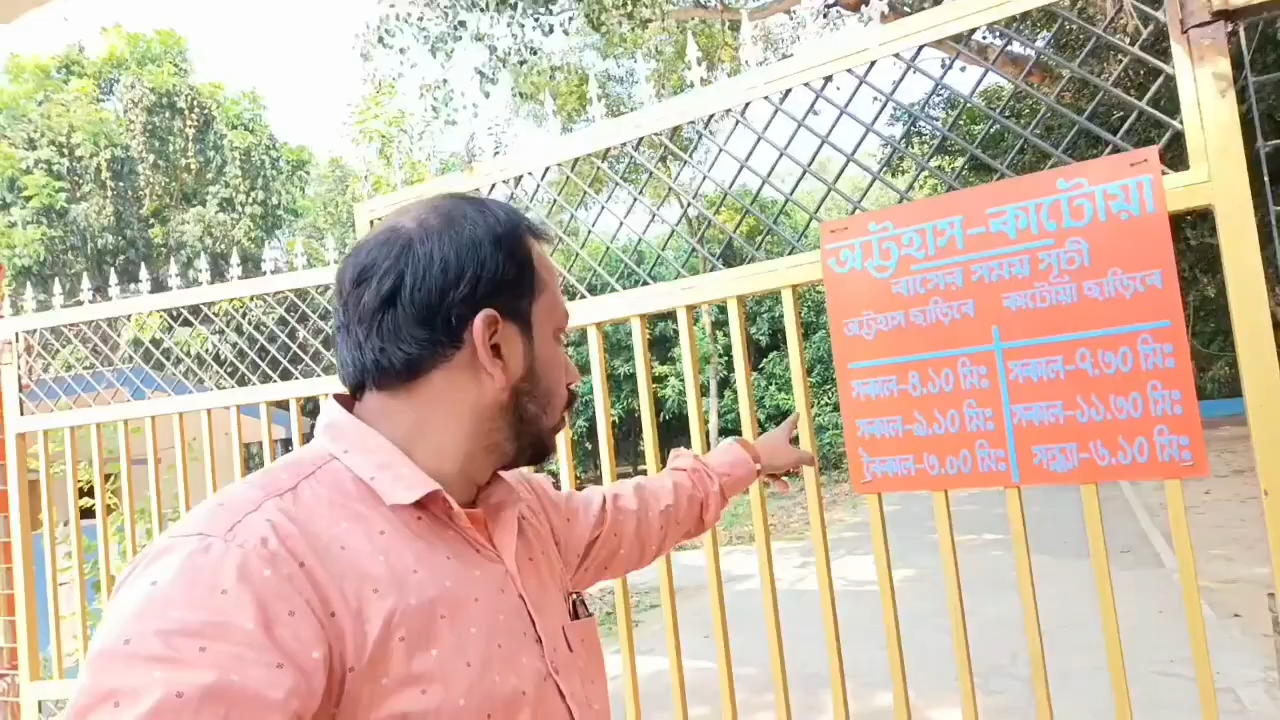 অট্টহাস-কাটোয়া
বাসের সময় সূচী
অট্টহাস ছাড়িবে কাটোয়া ছাড়িবে
সকাল-৪.১০ মিঃ সকাল-৭.৩০ মিঃ
সকাল-৯.১০ মিঃ সকাল-১১.৩০ মিঃ
বৈকাল-৩.০০ মিঃ সন্ধ্যা-৬.১০ মিঃ